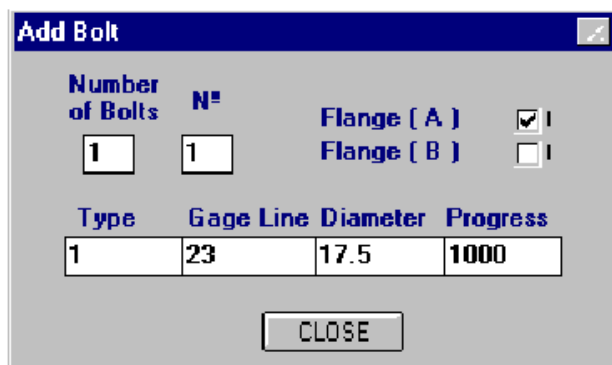 Add Bolt
Number
of Bolts
Nº
Flange ( A )
Flange ( B )
1
1
Type Gage Line Diameter Progress
1 23 17.5 1000
CLOSE